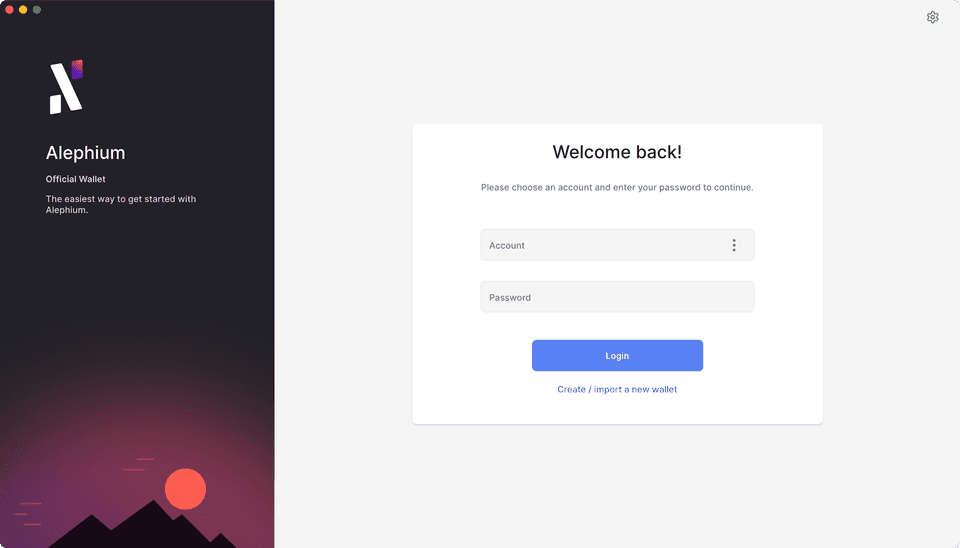 Alephium
Official Wallet
The easiest way to get started with
Alephium.
Welcome back!
Please choose an account and enter your password to continue.
Account
Password
Login
Create / import a new wallet